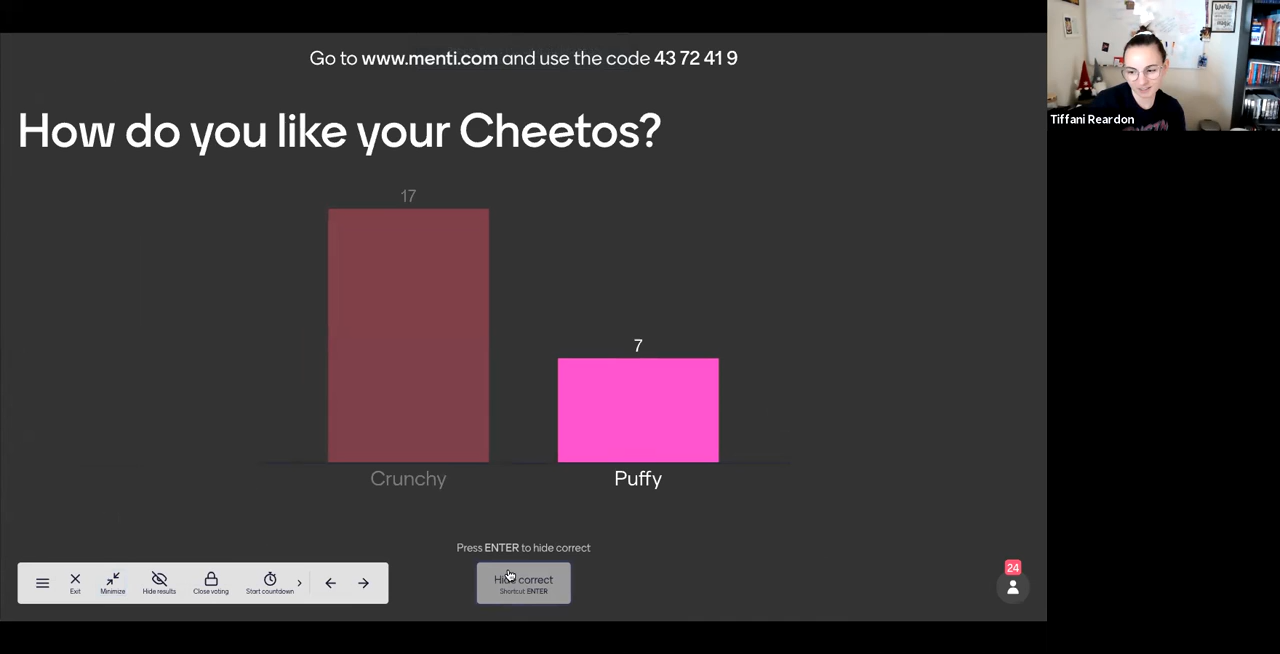 Go to www.menti.com and use the code 43 72 41 9
How do you like your Cheetos?
17
7
Crunchy
Puffy
Press ENTER to hide correct
Exit
Minimize
Hide results
Close voting
Start countdown
Hide correct
Shortcut ENTER
24
Tiffani Reardon